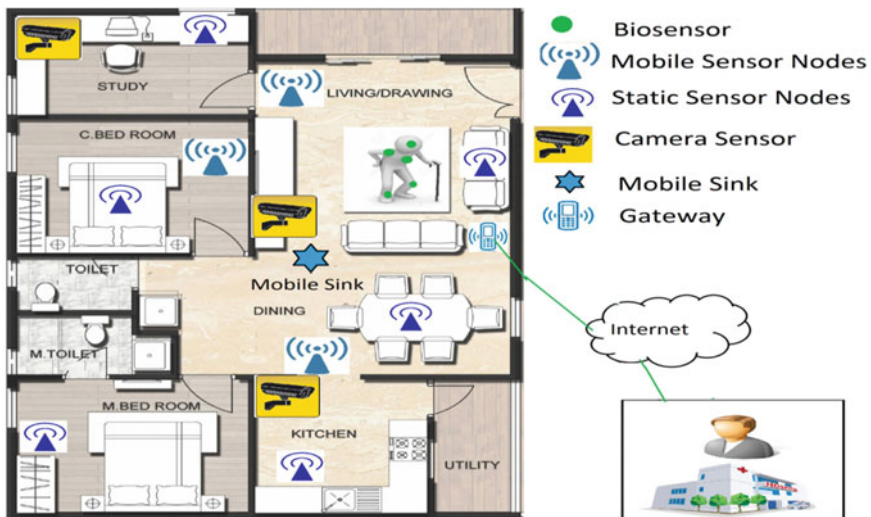 STUDY
LIVING/DRAWING
C.BED ROOM
TOILET
Mobile Sink
DINING
M.TOILET
M.BED ROOM
KITCHEN
UTILITY
Biosensor
Mobile Sensor Nodes
Static Sensor Nodes
Camera Sensor
Mobile Sink
Gateway
Internet